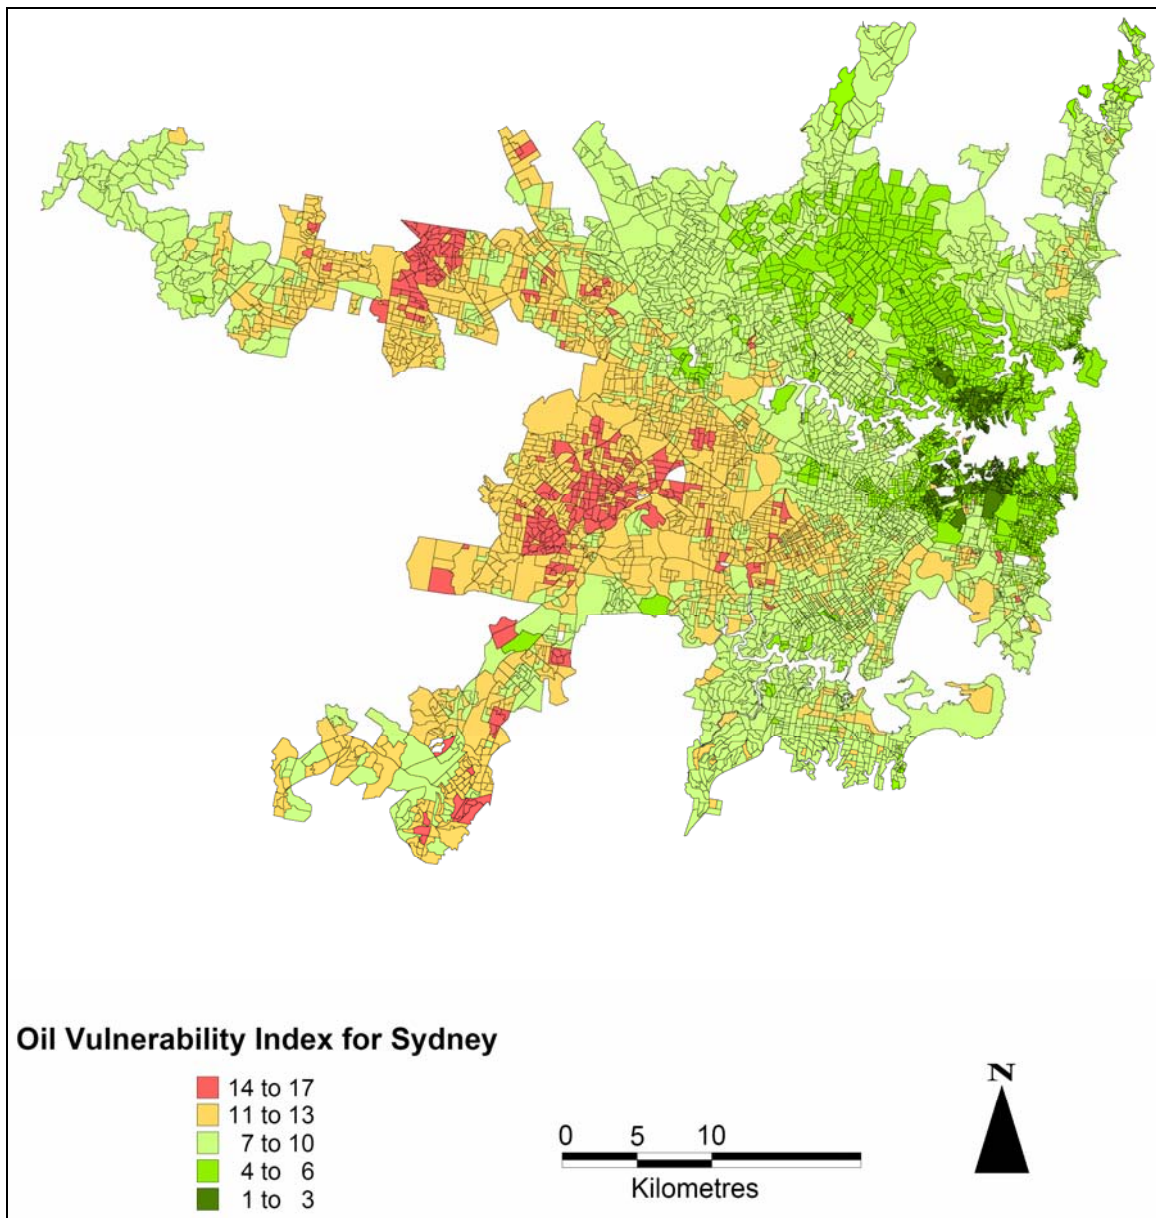 Oil Vulnerability Index for Sydney
14 to 17
11 to 13
7 to 10
4 to 6
1 to 3
0 5 10
Kilometres
N